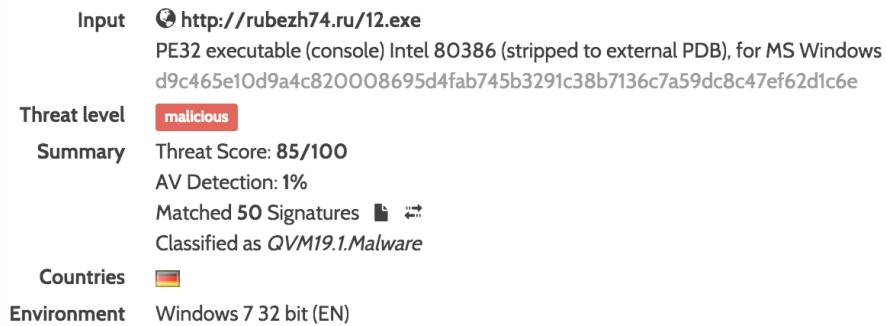 Input http://rubezh74.ru/12.exe
PE32 executable (console) Intel 80386 (stripped to external PDB), for MS Windows
d9c465e10d9a4c820008695d4fab745b3291c38b7136c7a59dc8c47ef62d1c6e
Threat level malicious
Summary Threat Score: 85/100
AV Detection: 1%
Matched 50 Signatures
Classified as QVM19.1.Malware
Countries
Environment Windows 7 32 bit (EN)